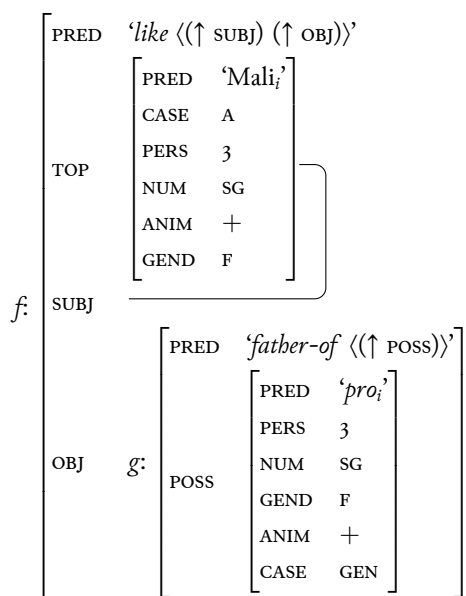 PRED ‘like ⟨(↑ SUBJ) (↑ OBJ)⟩’
PRED ‘Maliᵢ’
CASE A
TOP PERS 3
NUM SG
ANIM +
GEND F
f: SUBJ
PRED ‘father-of ⟨(↑ POSS)⟩’
PRED ‘proᵢ’
PERS 3
OBJ g: NUM SG
POSS GEND F
ANIM +
CASE GEN